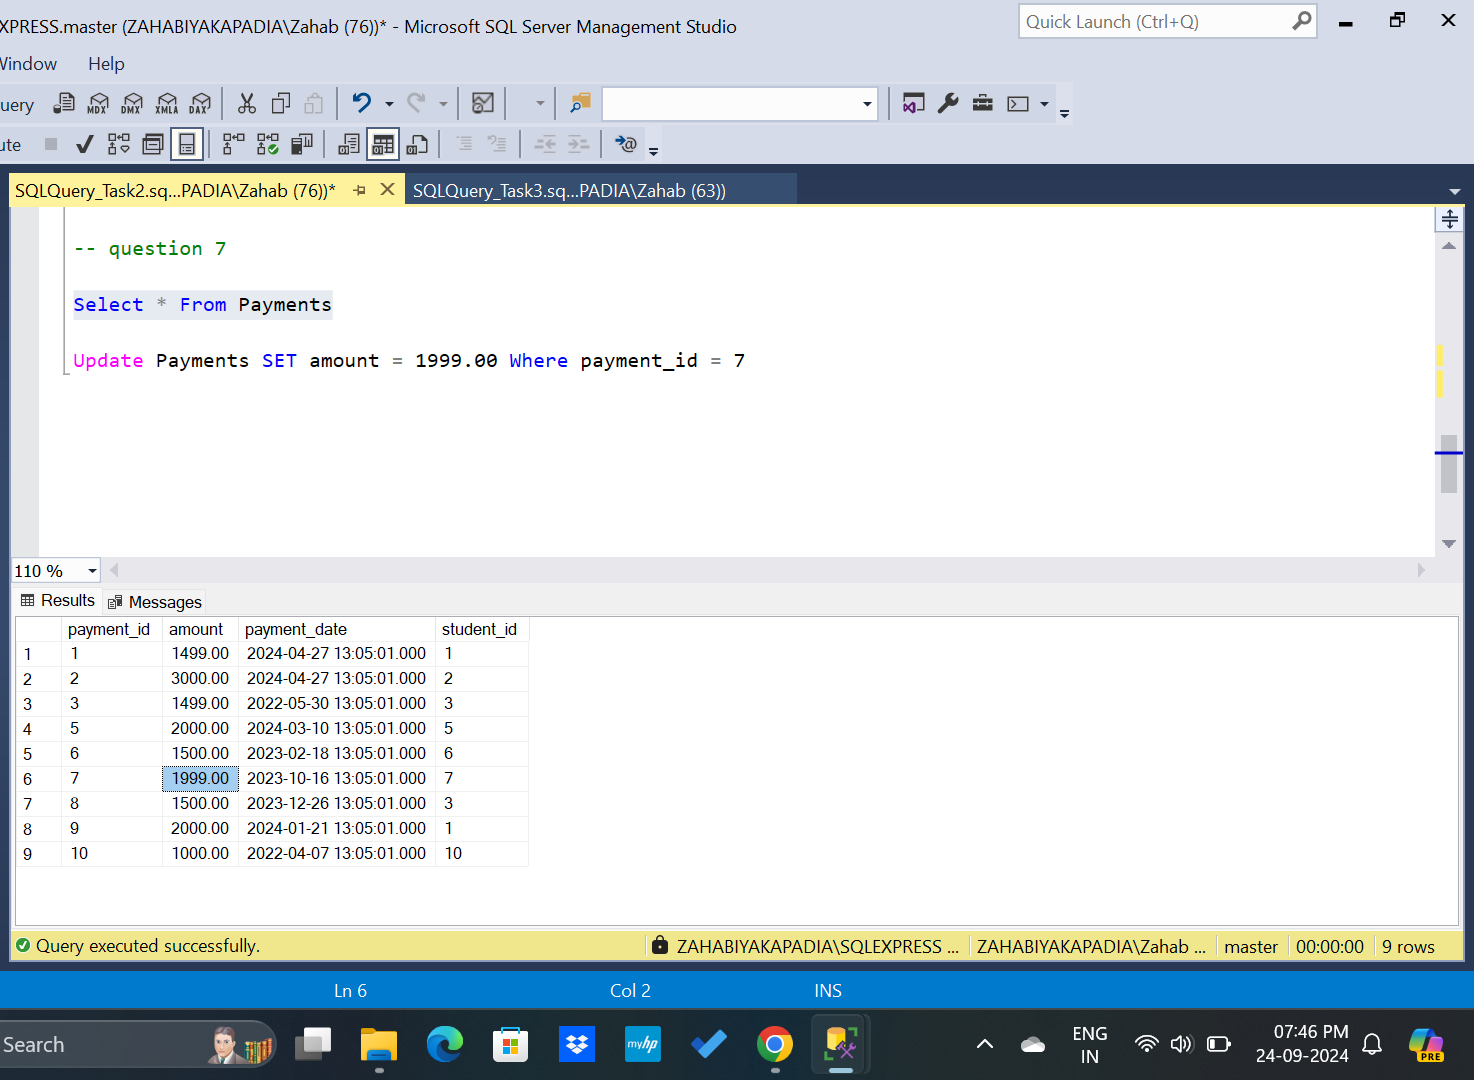 XPRESS.master (ZAHABIYAKAPADIA\Zahab (76))* - Microsoft SQL Server Management Studio
Quick Launch (Ctrl+Q)
Window Help
uery MDX DMX XMLA DAX
ute
SQLQuery_Task2.sq...PADIA\Zahab (76))* SQLQuery_Task3.sq...PADIA\Zahab (63))
-- question 7
Select * From Payments
Update Payments SET amount = 1999.00 Where payment_id = 7
110 %
Results Messages
payment_id amount payment_date student_id
1 1 1499.00 2024-04-27 13:05:01.000 1
2 2 3000.00 2024-04-27 13:05:01.000 2
3 3 1499.00 2022-05-30 13:05:01.000 3
4 5 2000.00 2024-03-10 13:05:01.000 5
5 6 1500.00 2023-02-18 13:05:01.000 6
6 7 1999.00 2023-10-16 13:05:01.000 7
7 8 1500.00 2023-12-26 13:05:01.000 3
8 9 2000.00 2024-01-21 13:05:01.000 1
9 10 1000.00 2022-04-07 13:05:01.000 10
Query executed successfully. ZAHABIYAKAPADIA\SQLEXPRESS ... ZAHABIYAKAPADIA\Zahab ... master 00:00:00 9 rows
Ln 6 Col 2 INS
Search
myhp
ENG
IN
07:46 PM
24-09-2024
PRE